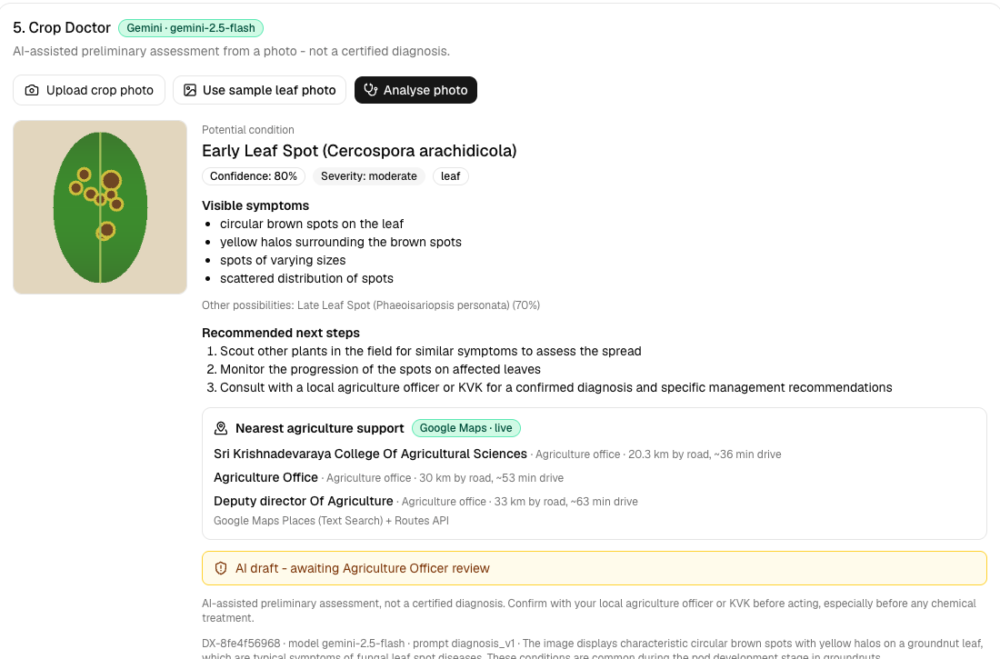 5. Crop Doctor Gemini · gemini-2.5-flash
AI-assisted preliminary assessment from a photo - not a certified diagnosis.
Upload crop photo Use sample leaf photo Analyse photo
Potential condition
Early Leaf Spot (Cercospora arachidicola)
Confidence: 80% Severity: moderate leaf
Visible symptoms
• circular brown spots on the leaf
• yellow halos surrounding the brown spots
• spots of varying sizes
• scattered distribution of spots
Other possibilities: Late Leaf Spot (Phaeoisariopsis personata) (70%)
Recommended next steps
1. Scout other plants in the field for similar symptoms to assess the spread
2. Monitor the progression of the spots on affected leaves
3. Consult with a local agriculture officer or KVK for a confirmed diagnosis and specific management recommendations
Nearest agriculture support Google Maps · live
Sri Krishnadevaraya College Of Agricultural Sciences · Agriculture office · 20.3 km by road, ~36 min drive
Agriculture Office · Agriculture office · 30 km by road, ~53 min drive
Deputy director Of Agriculture · Agriculture office · 33 km by road, ~63 min drive
Google Maps Places (Text Search) + Routes API
AI draft - awaiting Agriculture Officer review
AI-assisted preliminary assessment, not a certified diagnosis. Confirm with your local agriculture officer or KVK before acting, especially before any chemical
treatment.
DX-8fe4f56968 · model gemini-2.5-flash · prompt diagnosis_v1 · The image displays characteristic circular brown spots with yellow halos on a groundnut leaf,
which are typical symptoms of fungal leaf spot diseases. These conditions are common during the pod development stage in groundnuts.